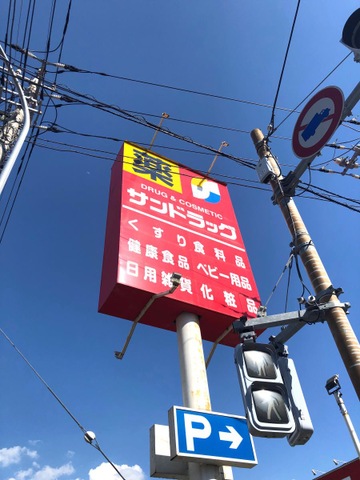 薬
DRUG & COSMETIC
サンドラッグ
くすり食料品
健康食品 ベビー用品
日用雑貨 化粧品
P→